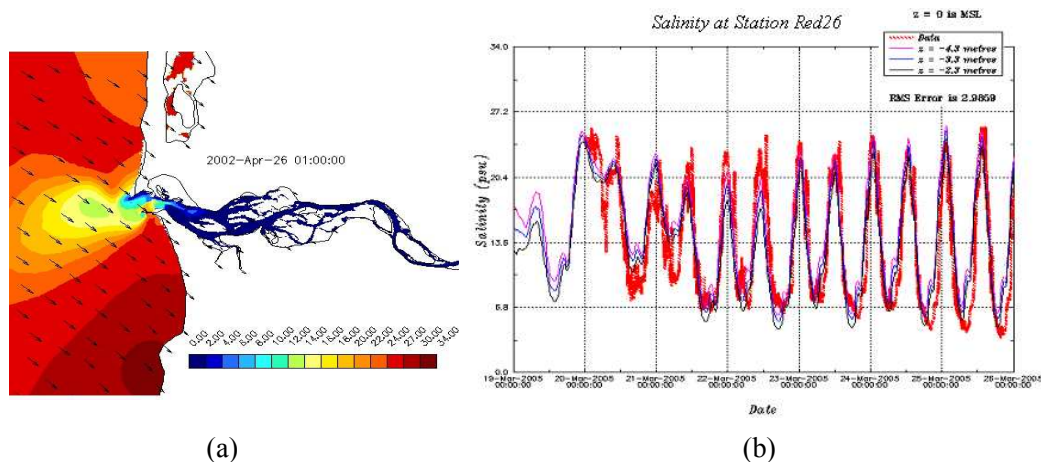 2002-Apr-26 01:00:00
0.00 2.00 4.00 6.00 8.00 10.00 12.00 14.00 16.00 18.00 20.00 22.00 24.00 27.00 30.00 34.00
(a)
Salinity at Station Red26
z = 0 is MSL
Data
z = -4.3 metres
z = -3.3 metres
z = -2.3 metres
RMS Error is 2.9859
Salinity (psu)
34.0
27.2
20.4
13.6
6.8
0.0
19-Mar-2005 00:00:00
20-Mar-2005 00:00:00
21-Mar-2005 00:00:00
22-Mar-2005 00:00:00
23-Mar-2005 00:00:00
24-Mar-2005 00:00:00
25-Mar-2005 00:00:00
26-Mar-2005 00:00:00
Date
(b)